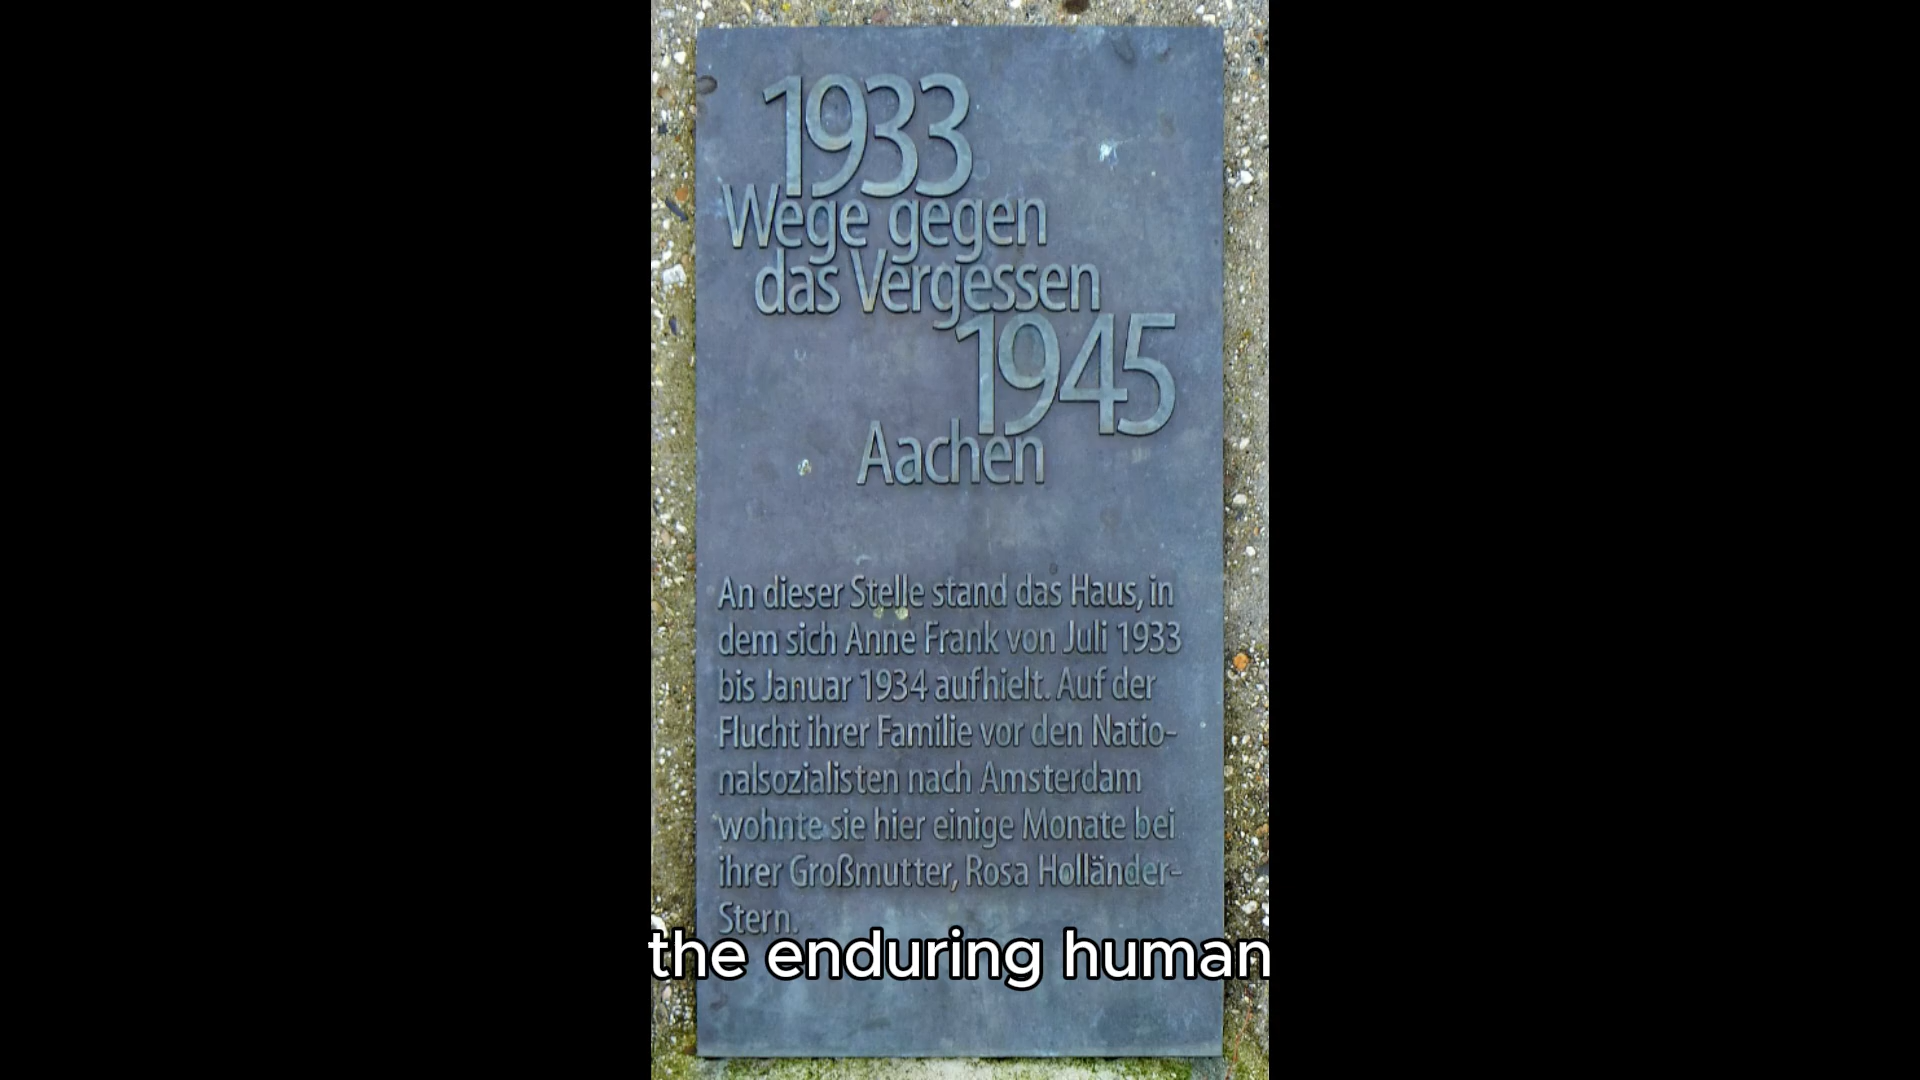 1933
Wege gegen
das Vergessen
1945
Aachen
An dieser Stelle stand das Haus, in
dem sich Anne Frank von Juli 1933
bis Januar 1934 aufhielt. Auf der
Flucht ihrer Familie vor den Natio-
nalsozialisten nach Amsterdam
wohnte sie hier einige Monate bei
ihrer Großmutter, Rosa Holländer-
Stern.
the enduring human